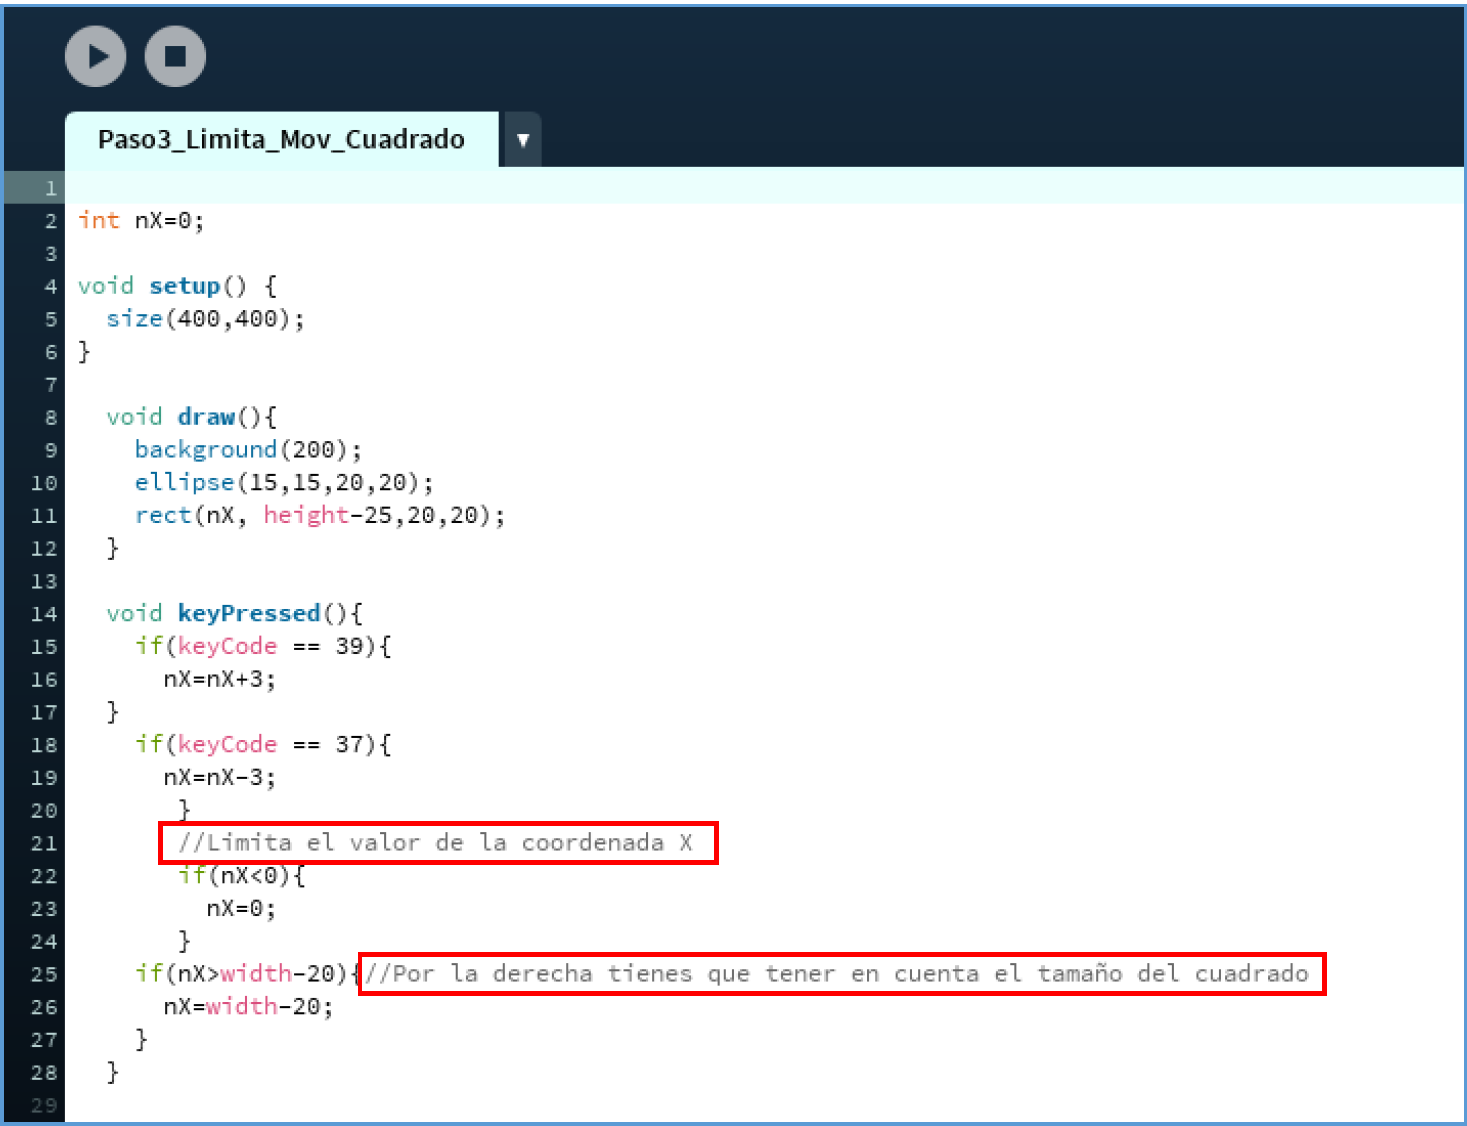 Paso3_Limita_Mov_Cuadrado ▼
1
2 int nX=0;
3
4 void setup() {
5 size(400,400);
6 }
7
8 void draw(){
9 background(200);
10 ellipse(15,15,20,20);
11 rect(nX, height-25,20,20);
12 }
13
14 void keyPressed(){
15 if(keyCode == 39){
16 nX=nX+3;
17 }
18 if(keyCode == 37){
19 nX=nX-3;
20 }
21 //Limita el valor de la coordenada X
22 if(nX<0){
23 nX=0;
24 }
25 if(nX>width-20){//Por la derecha tienes que tener en cuenta el tamaño del cuadrado
26 nX=width-20;
27 }
28 }
29